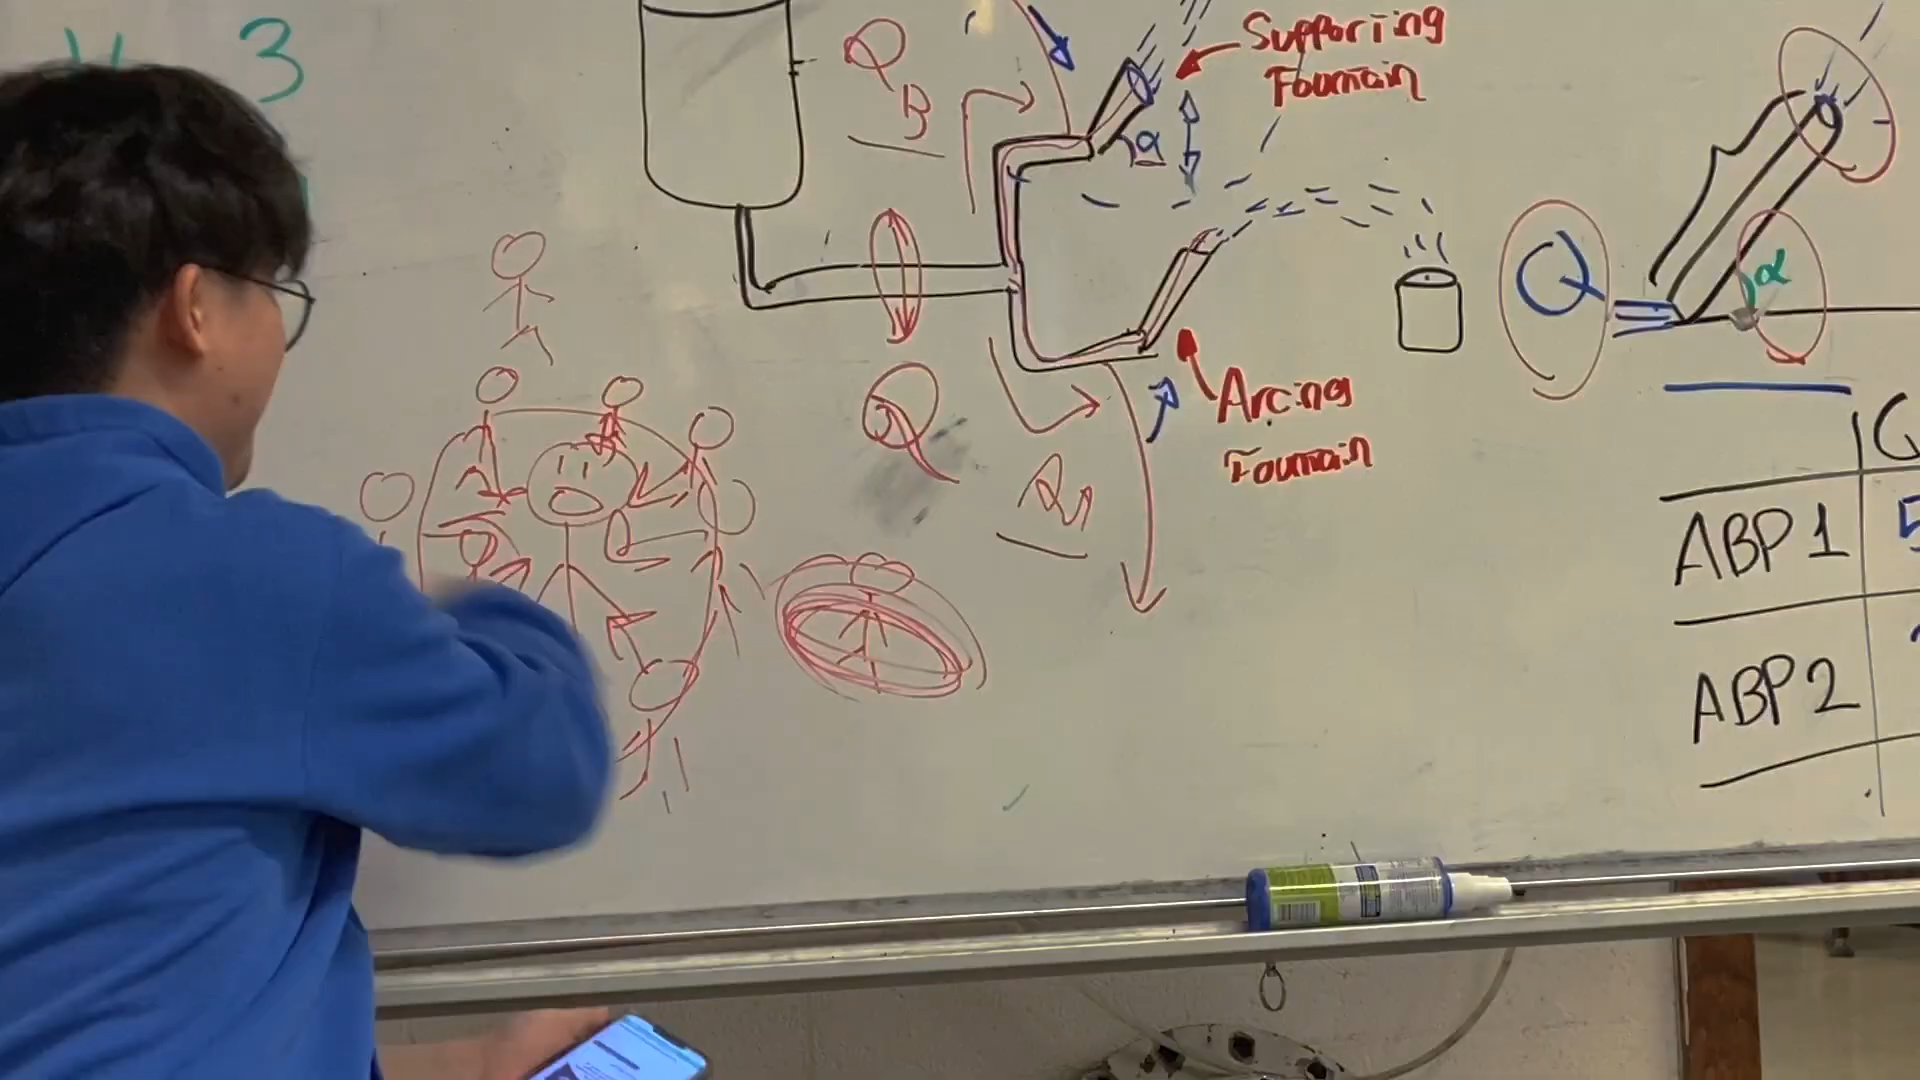 3
Q
B
Supporting
Fountain
α
Q
α
Q
Arcing
Fountain
ABP 1
ABP 2